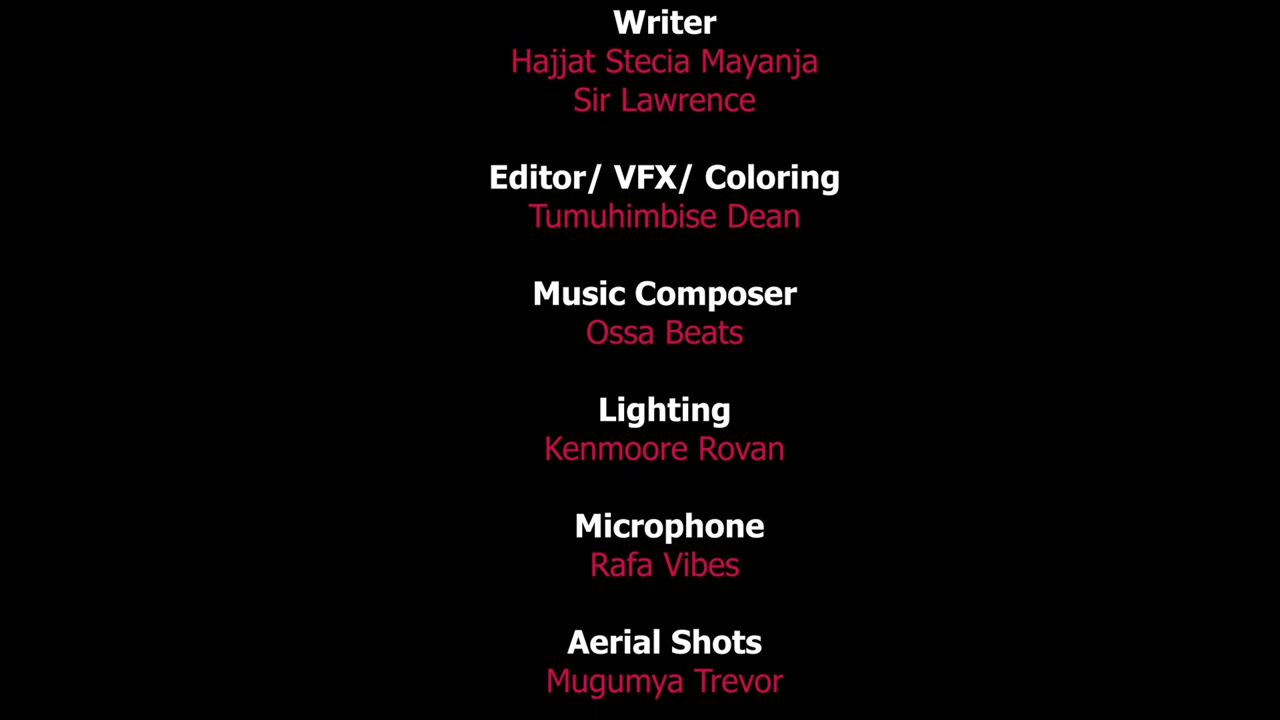 Writer
Hajjat Stecia Mayanja
Sir Lawrence
Editor/ VFX/ Coloring
Tumuhimbise Dean
Music Composer
Ossa Beats
Lighting
Kenmoore Rovan
Microphone
Rafa Vibes
Aerial Shots
Mugumya Trevor